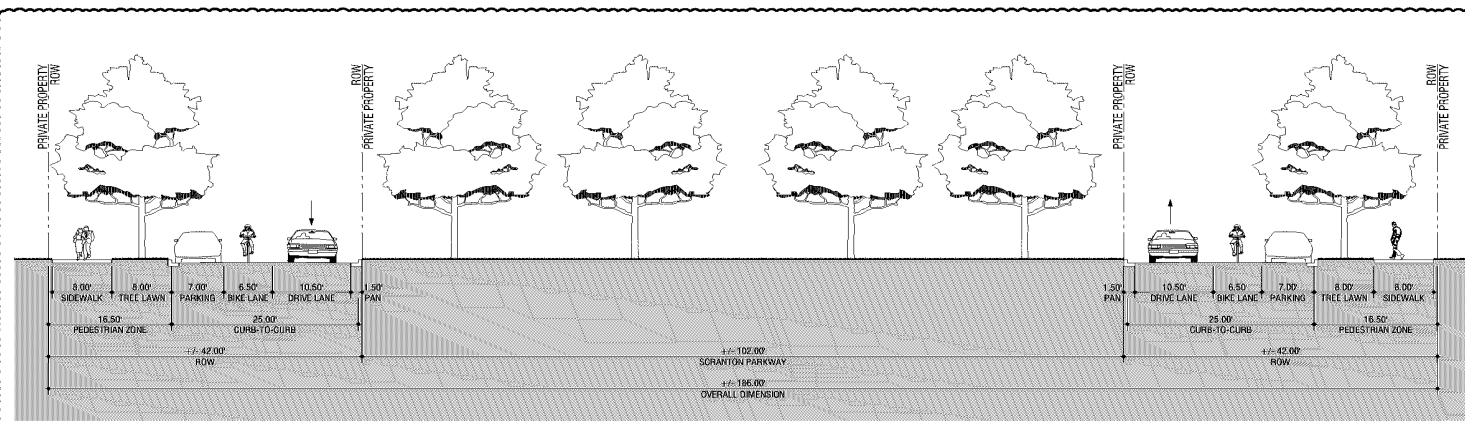 PRIVATE PROPERTY
ROW
ROW
PRIVATE PROPERTY
PRIVATE PROPERTY
ROW
ROW
PRIVATE PROPERTY
8.00' 8.00' 7.00' 6.50' 10.50' 1.50'
SIDEWALK TREE LAWN PARKING BIKE LANE DRIVE LANE PAN
1.50' 10.50' 6.50' 7.00' 8.00' 8.00'
PAN DRIVE LANE BIKE LANE PARKING TREE LAWN SIDEWALK
16.50' 25.00'
PEDESTRIAN ZONE CURB-TO-CURB
25.00' 16.50'
CURB-TO-CURB PEDESTRIAN ZONE
+/- 42.00' +/- 102.00' +/- 42.00'
ROW SORANTON PARKWAY ROW
+/- 186.00'
OVERALL DIMENSION